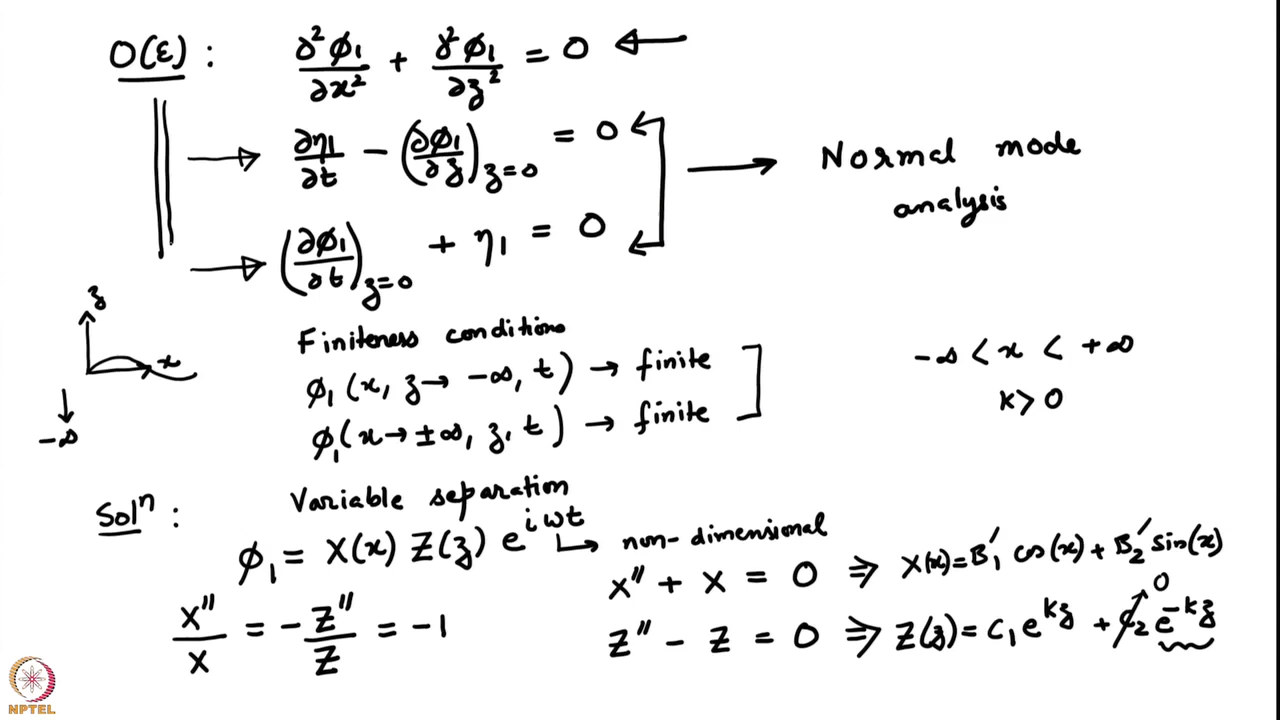 O(ε) : ∂²ϕ₁/∂x² + ∂²ϕ₁/∂z² = 0 ←
→ ∂η₁/∂t − (∂ϕ₁/∂z)_{z=0} = 0
→ Normal mode
analysis
→ (∂ϕ₁/∂t)_{z=0} + η₁ = 0
z
x
-∞
Finiteness conditions
ϕ₁(x, z→ -∞, t) → finite
ϕ₁(x→ ±∞, z, t) → finite
-∞ < x < +∞
k > 0
Solⁿ : Variable separation
ϕ₁ = X(x) Z(z) e^{iωt} → non-dimensional
X''/X = - Z''/Z = -1
X'' + X = 0 ⇒ X(x) = B₁' cos(x) + B₂' sin(x)
Z'' - Z = 0 ⇒ Z(z) = C₁ e^{kz} + C₂ e^{-kz} 0
NPTEL